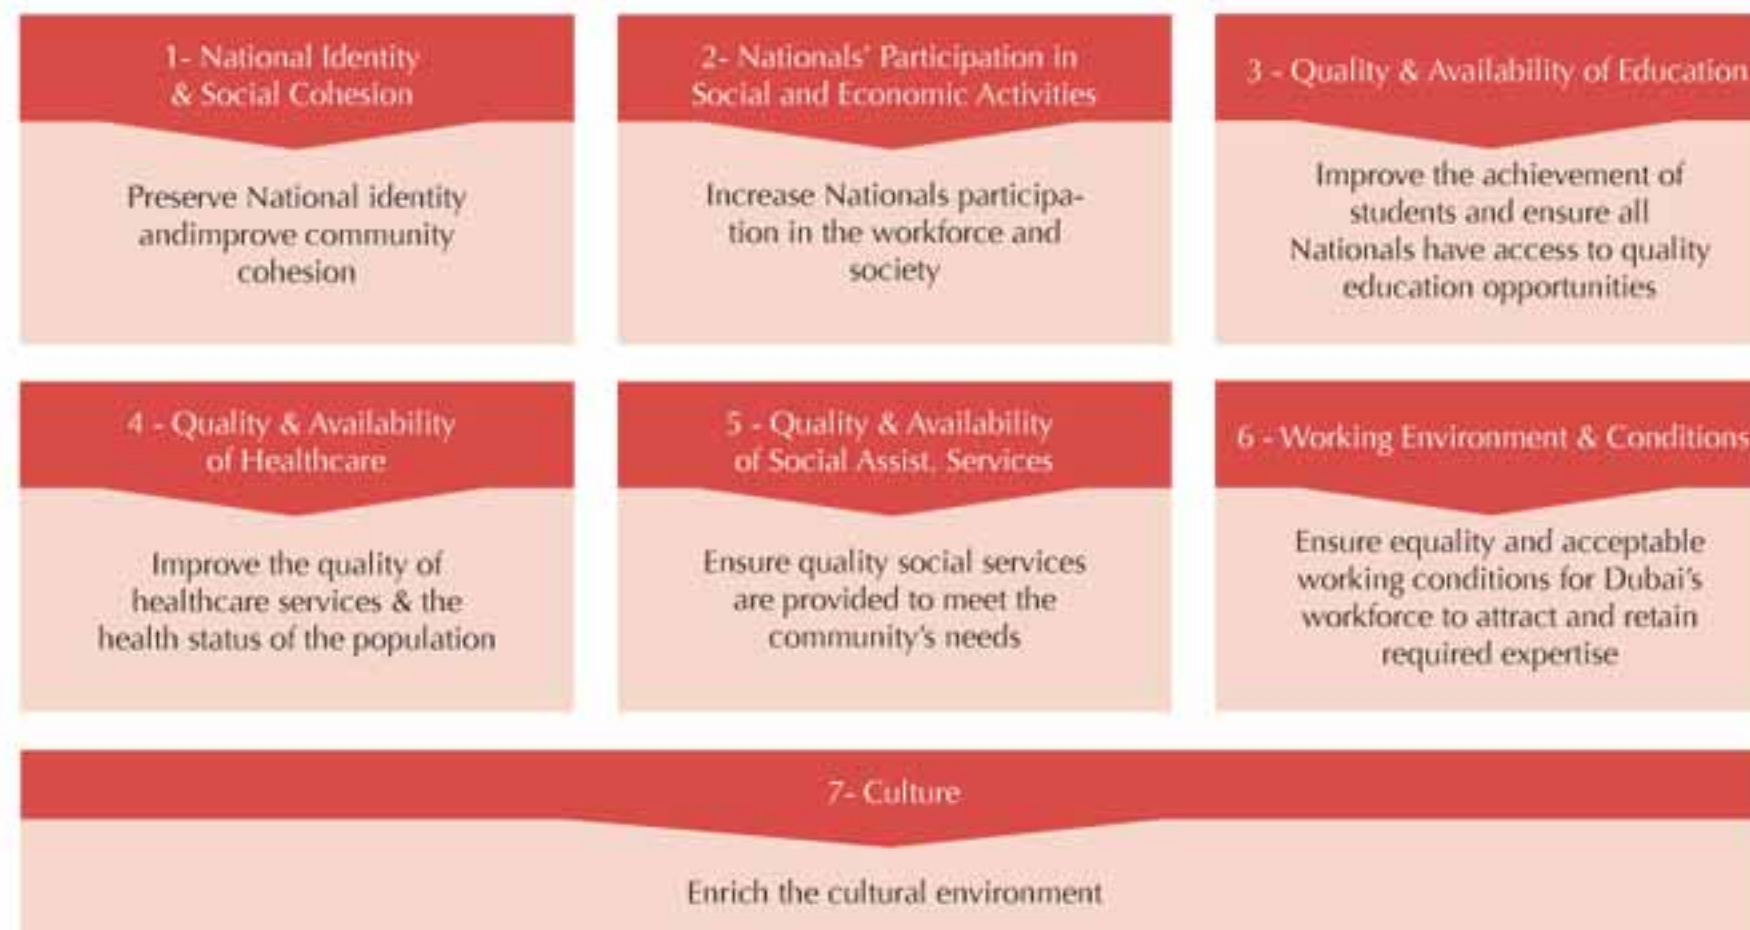 1- National Identity
& Social Cohesion
Preserve National identity
andimprove community
cohesion
2- Nationals' Participation in
Social and Economic Activities
Increase Nationals participa-
tion in the workforce and
society
3 - Quality & Availability of Education
Improve the achievement of
students and ensure all
Nationals have access to quality
education opportunities
4 - Quality & Availability
of Healthcare
Improve the quality of
healthcare services & the
health status of the population
5 - Quality & Availability
of Social Assist. Services
Ensure quality social services
are provided to meet the
community's needs
6 - Working Environment & Conditions
Ensure equality and acceptable
working conditions for Dubai's
workforce to attract and retain
required expertise
7- Culture
Enrich the cultural environment